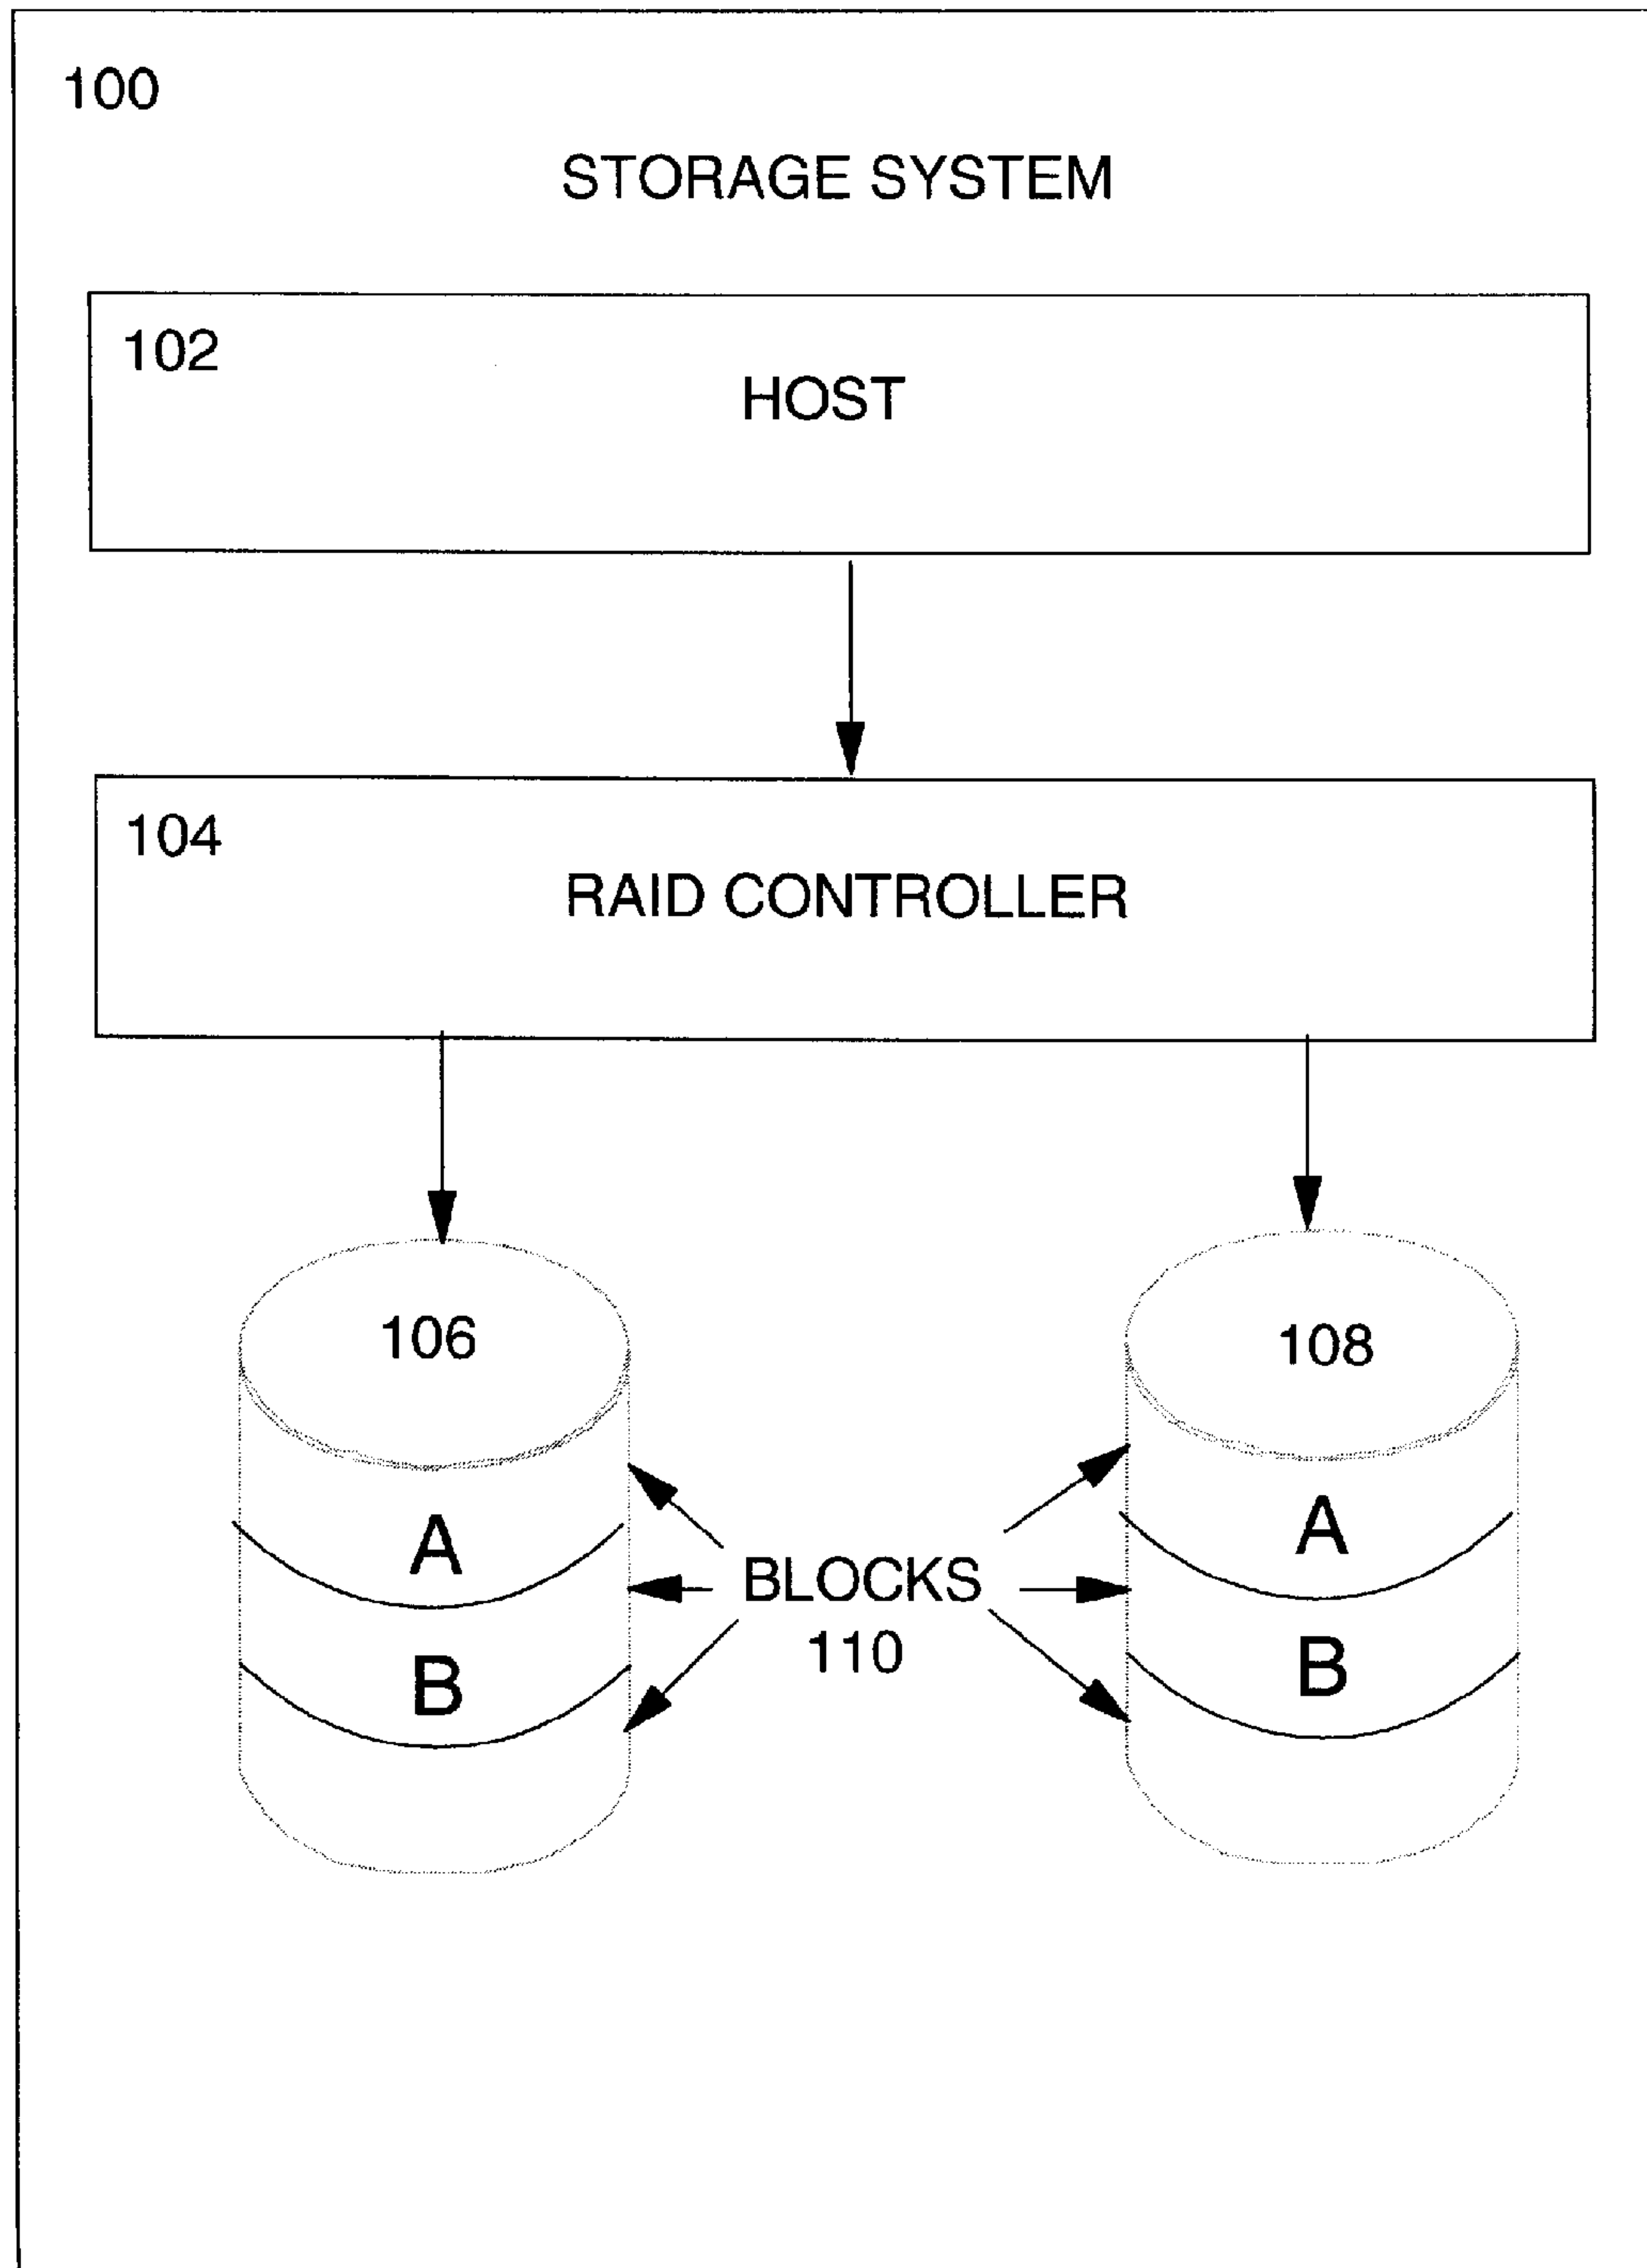 100
STORAGE SYSTEM
102
HOST
104
RAID CONTROLLER
106
108
A
A
BLOCKS
110
B
B